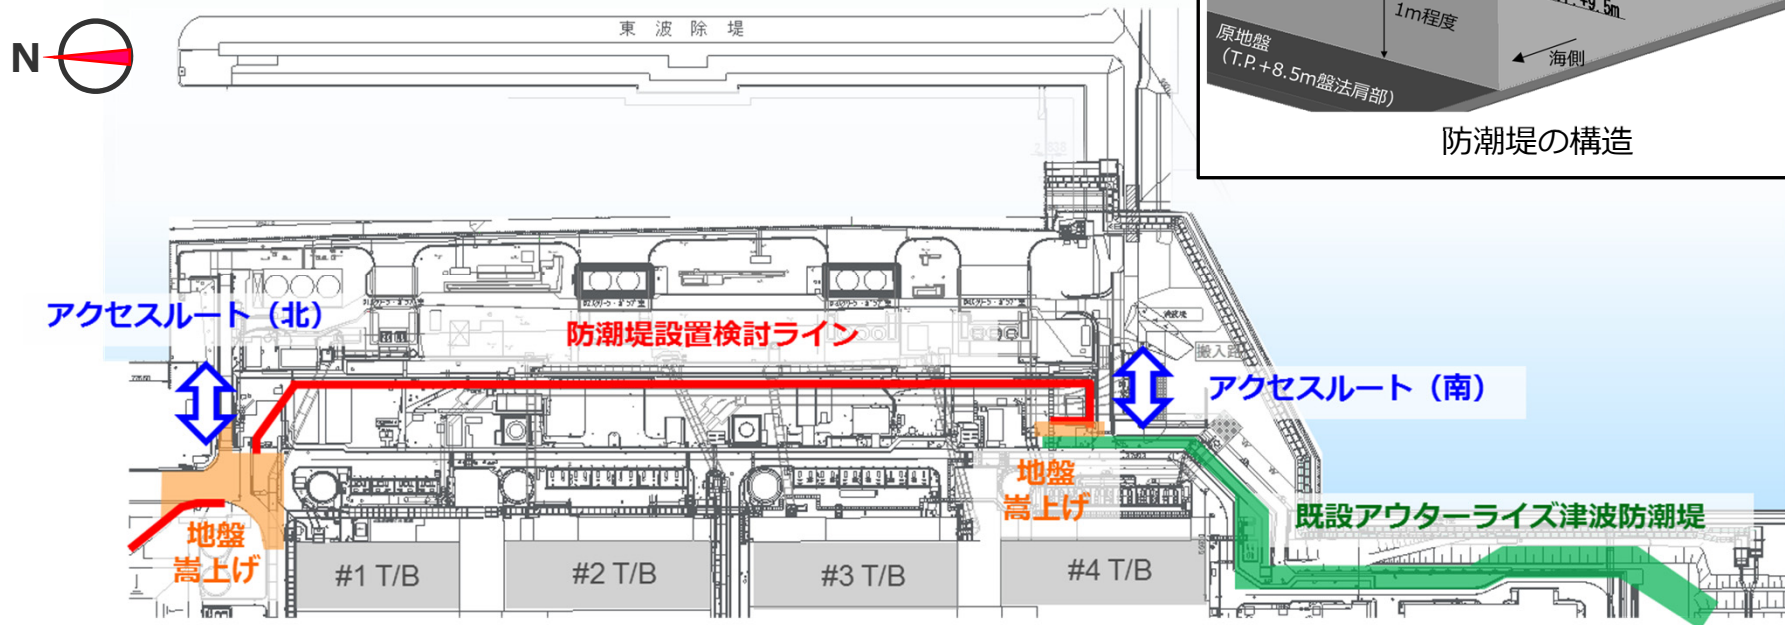 N
東波除堤
+9.5m
1m程度
原地盤
(T.P.+8.5m盤法肩部)
海側
防潮堤の構造
アクセスルート（北）
防潮堤設置検討ライン
搬入路
アクセスルート（南）
地盤
嵩上げ
地盤
嵩上げ
既設アウターライズ津波防潮堤
#1 T/B
#2 T/B
#3 T/B
#4 T/B